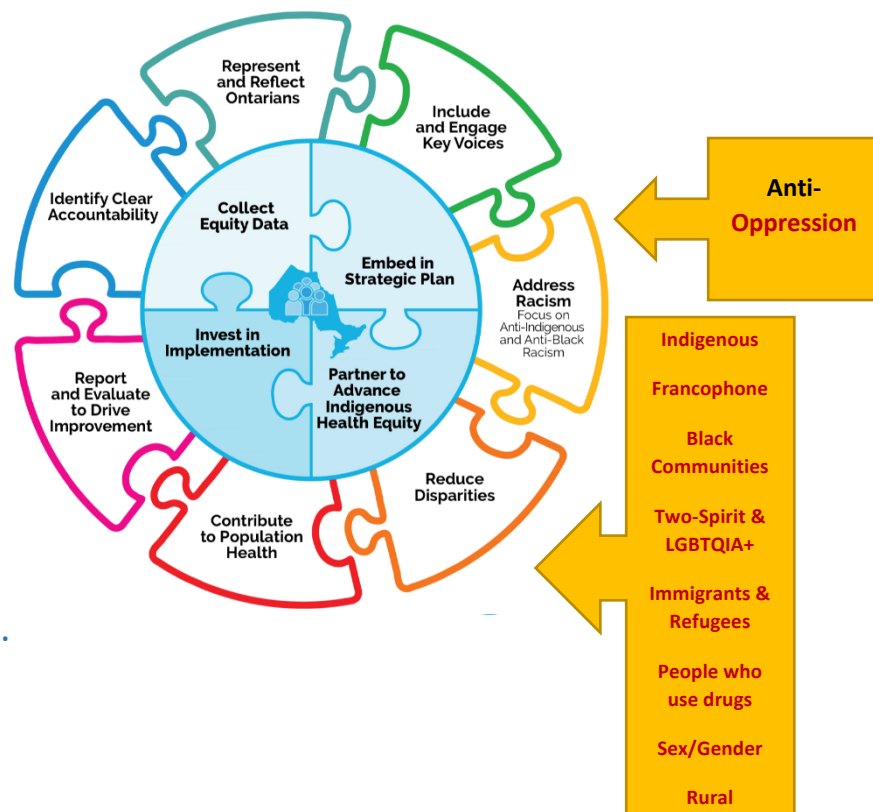 Represent
and Reflect
Ontarians
Include
and Engage
Key Voices
Identify Clear
Accountability
Collect
Equity Data
Embed in
Strategic Plan
Address
Racism
Focus on
Anti-Indigenous
and Anti-Black
Racism
Invest in
Implementation
Partner to
Advance
Indigenous
Health Equity
Report
and Evaluate
to Drive
Improvement
Reduce
Disparities
Contribute
to Population
Health
Anti-
Oppression
Indigenous
Francophone
Black
Communities
Two-Spirit &
LGBTQIA+
Immigrants &
Refugees
People who
use drugs
Sex/Gender
Rural